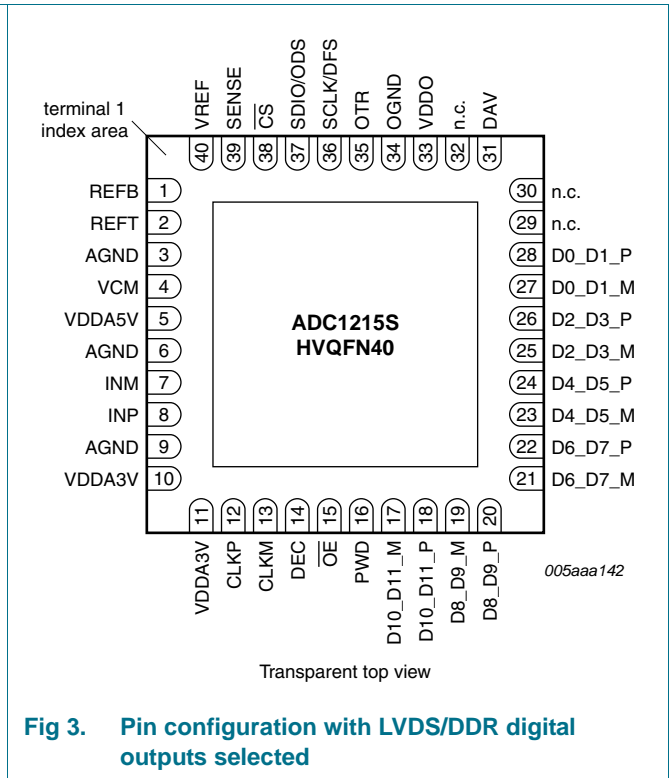 terminal 1
index area
VREF
SENSE
CS
SDIO/ODS
SCLK/DFS
OTR
OGND
VDDO
n.c.
DAV
40
39
38
37
36
35
34
33
32
31
REFB 1
REFT 2
AGND 3
VCM 4
VDDA5V 5
AGND 6
INM 7
INP 8
AGND 9
VDDA3V 10
ADC1215S
HVQFN40
30 n.c.
29 n.c.
28 D0_D1_P
27 D0_D1_M
26 D2_D3_P
25 D2_D3_M
24 D4_D5_P
23 D4_D5_M
22 D6_D7_P
21 D6_D7_M
11
12
13
14
15
16
17
18
19
20
VDDA3V
CLKP
CLKM
DEC
OE
PWD
D10_D11_M
D10_D11_P
D8_D9_M
D8_D9_P
005aaa142
Transparent top view
Fig 3. Pin configuration with LVDS/DDR digital
outputs selected